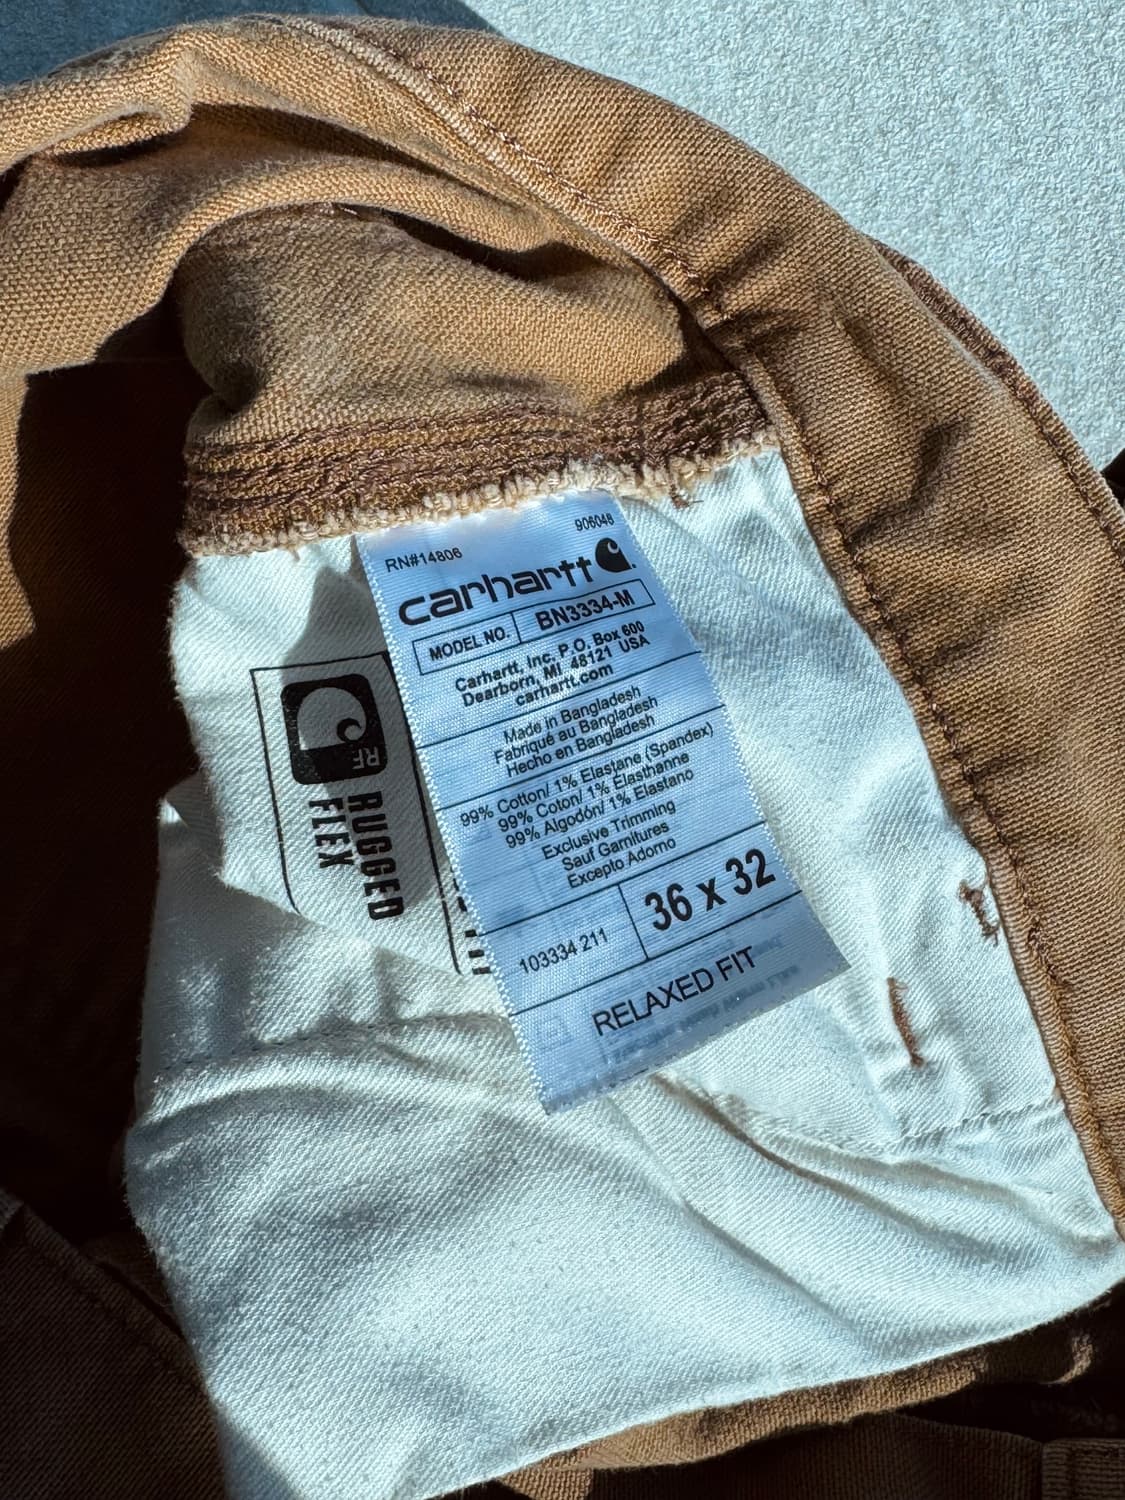 RN#14806
906048
carhartt
MODEL NO. BN3334-M
Carhartt, Inc. P.O. Box 600
Dearborn, MI 48121 USA
carhartt.com
Made in Bangladesh
Fabriqué au Bangladesh
Hecho en Bangladesh
99% Cotton/ 1% Elastane (Spandex)
99% Coton/ 1% Elasthanne
99% Algodón/ 1% Elastano
Exclusive Trimming
Sauf Garnitures
Excepto Adorno
103334 211
36 x 32
RELAXED FIT
RF
RUGGED
FLEX